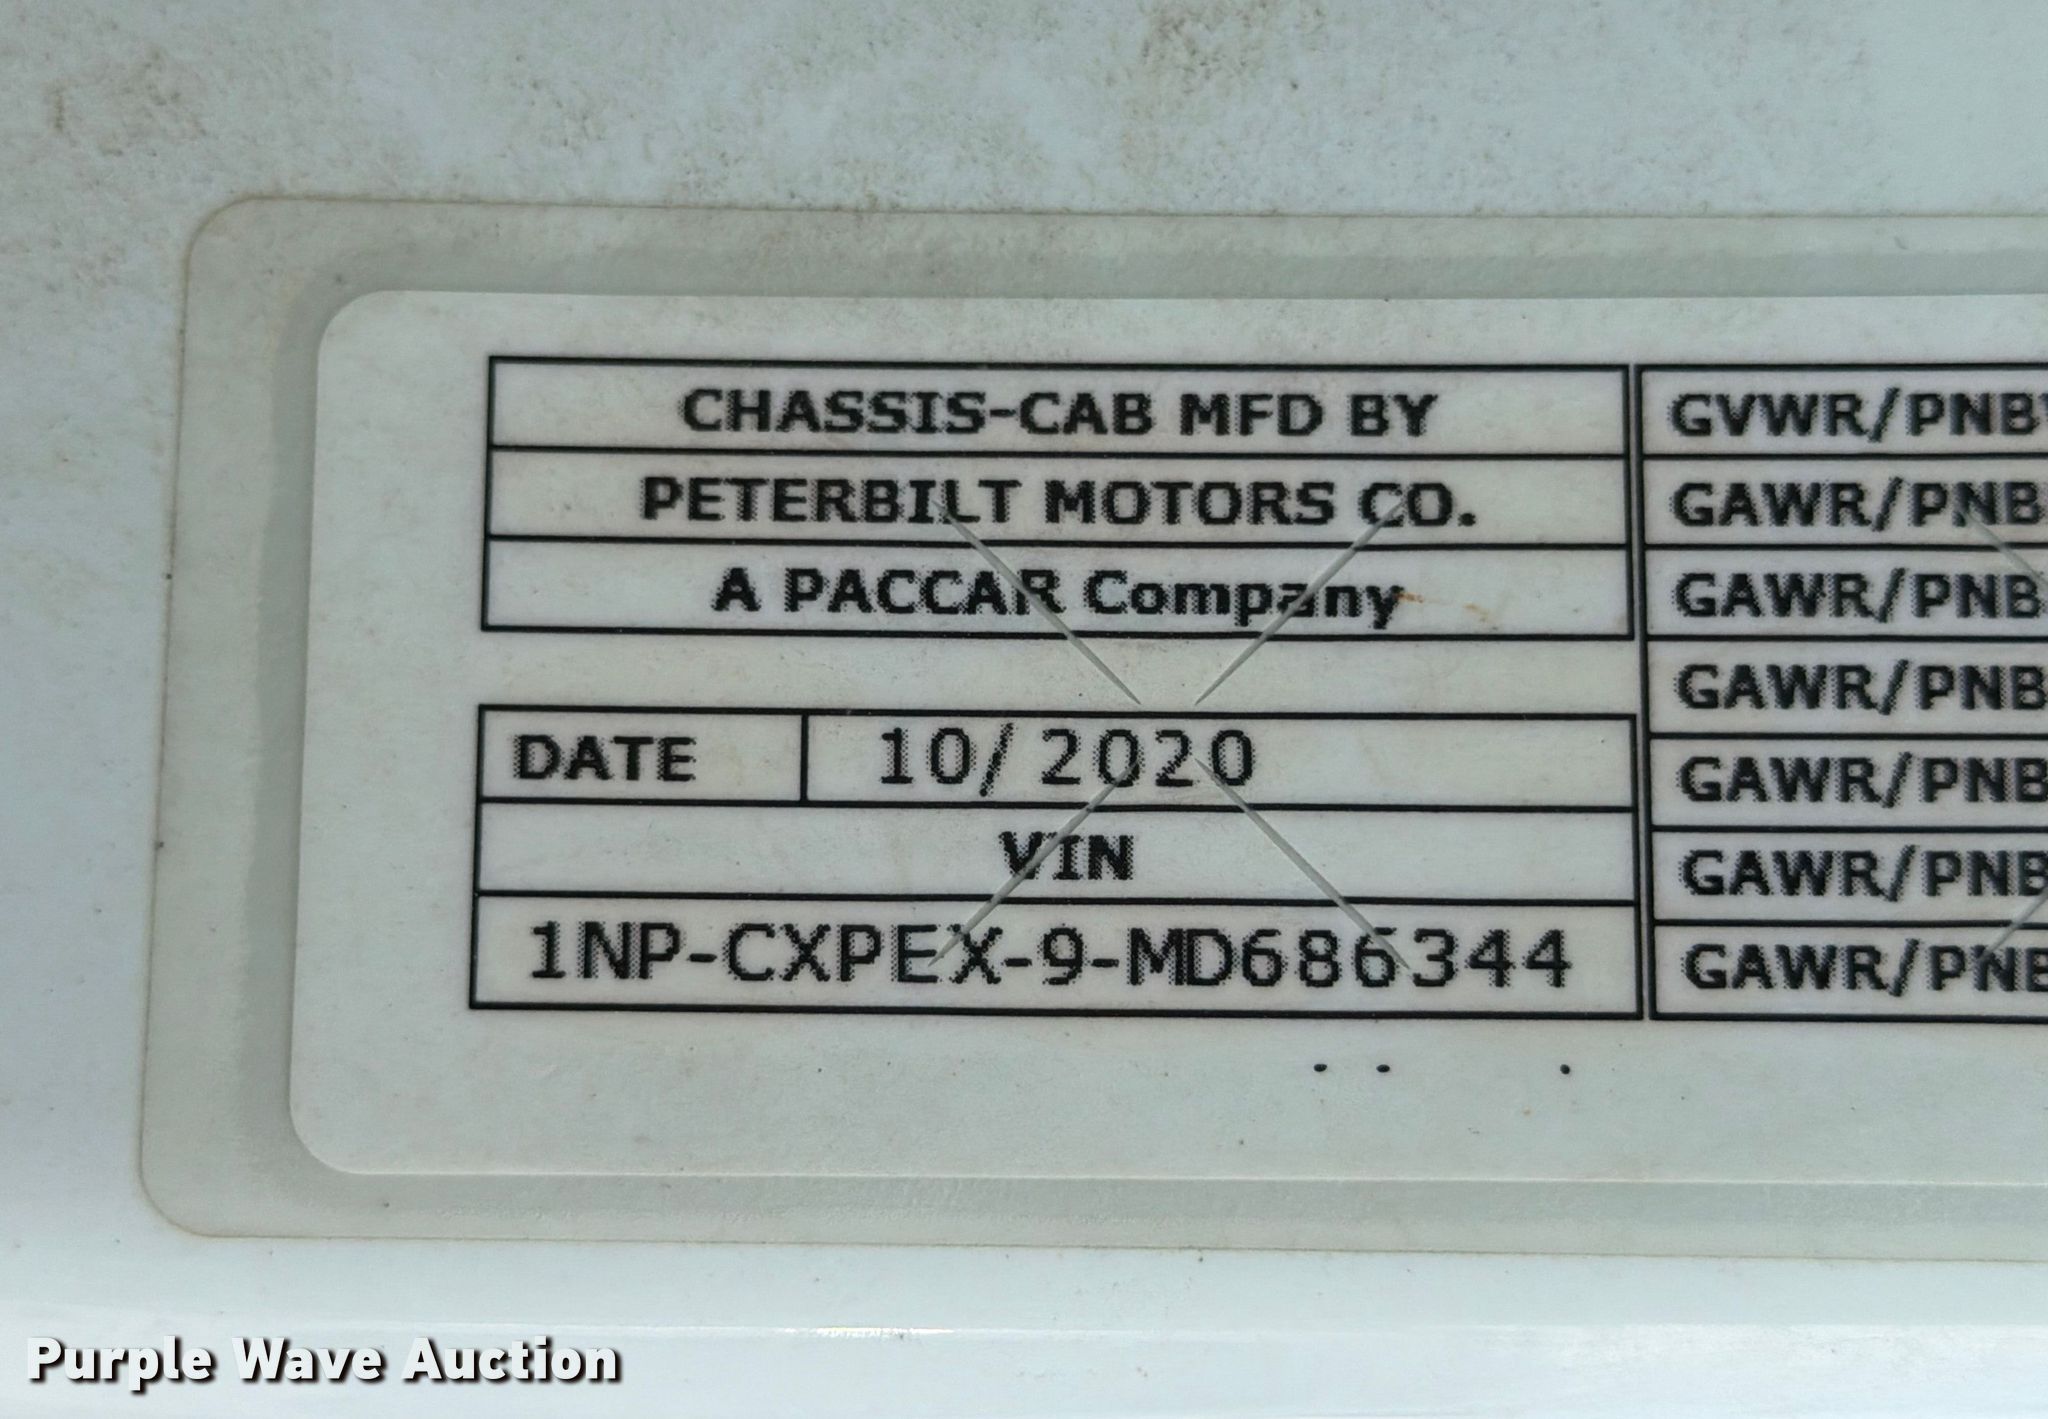 CHASSIS-CAB MFD BY
PETERBILT MOTORS CO.
A PACCAR Company
DATE 10/ 2020
VIN
1NP-CXPEX-9-MD686344
GVWR/PNB
GAWR/PNB
GAWR/PNB
GAWR/PNB
GAWR/PNB
GAWR/PNB
GAWR/PNB
Purple Wave Auction